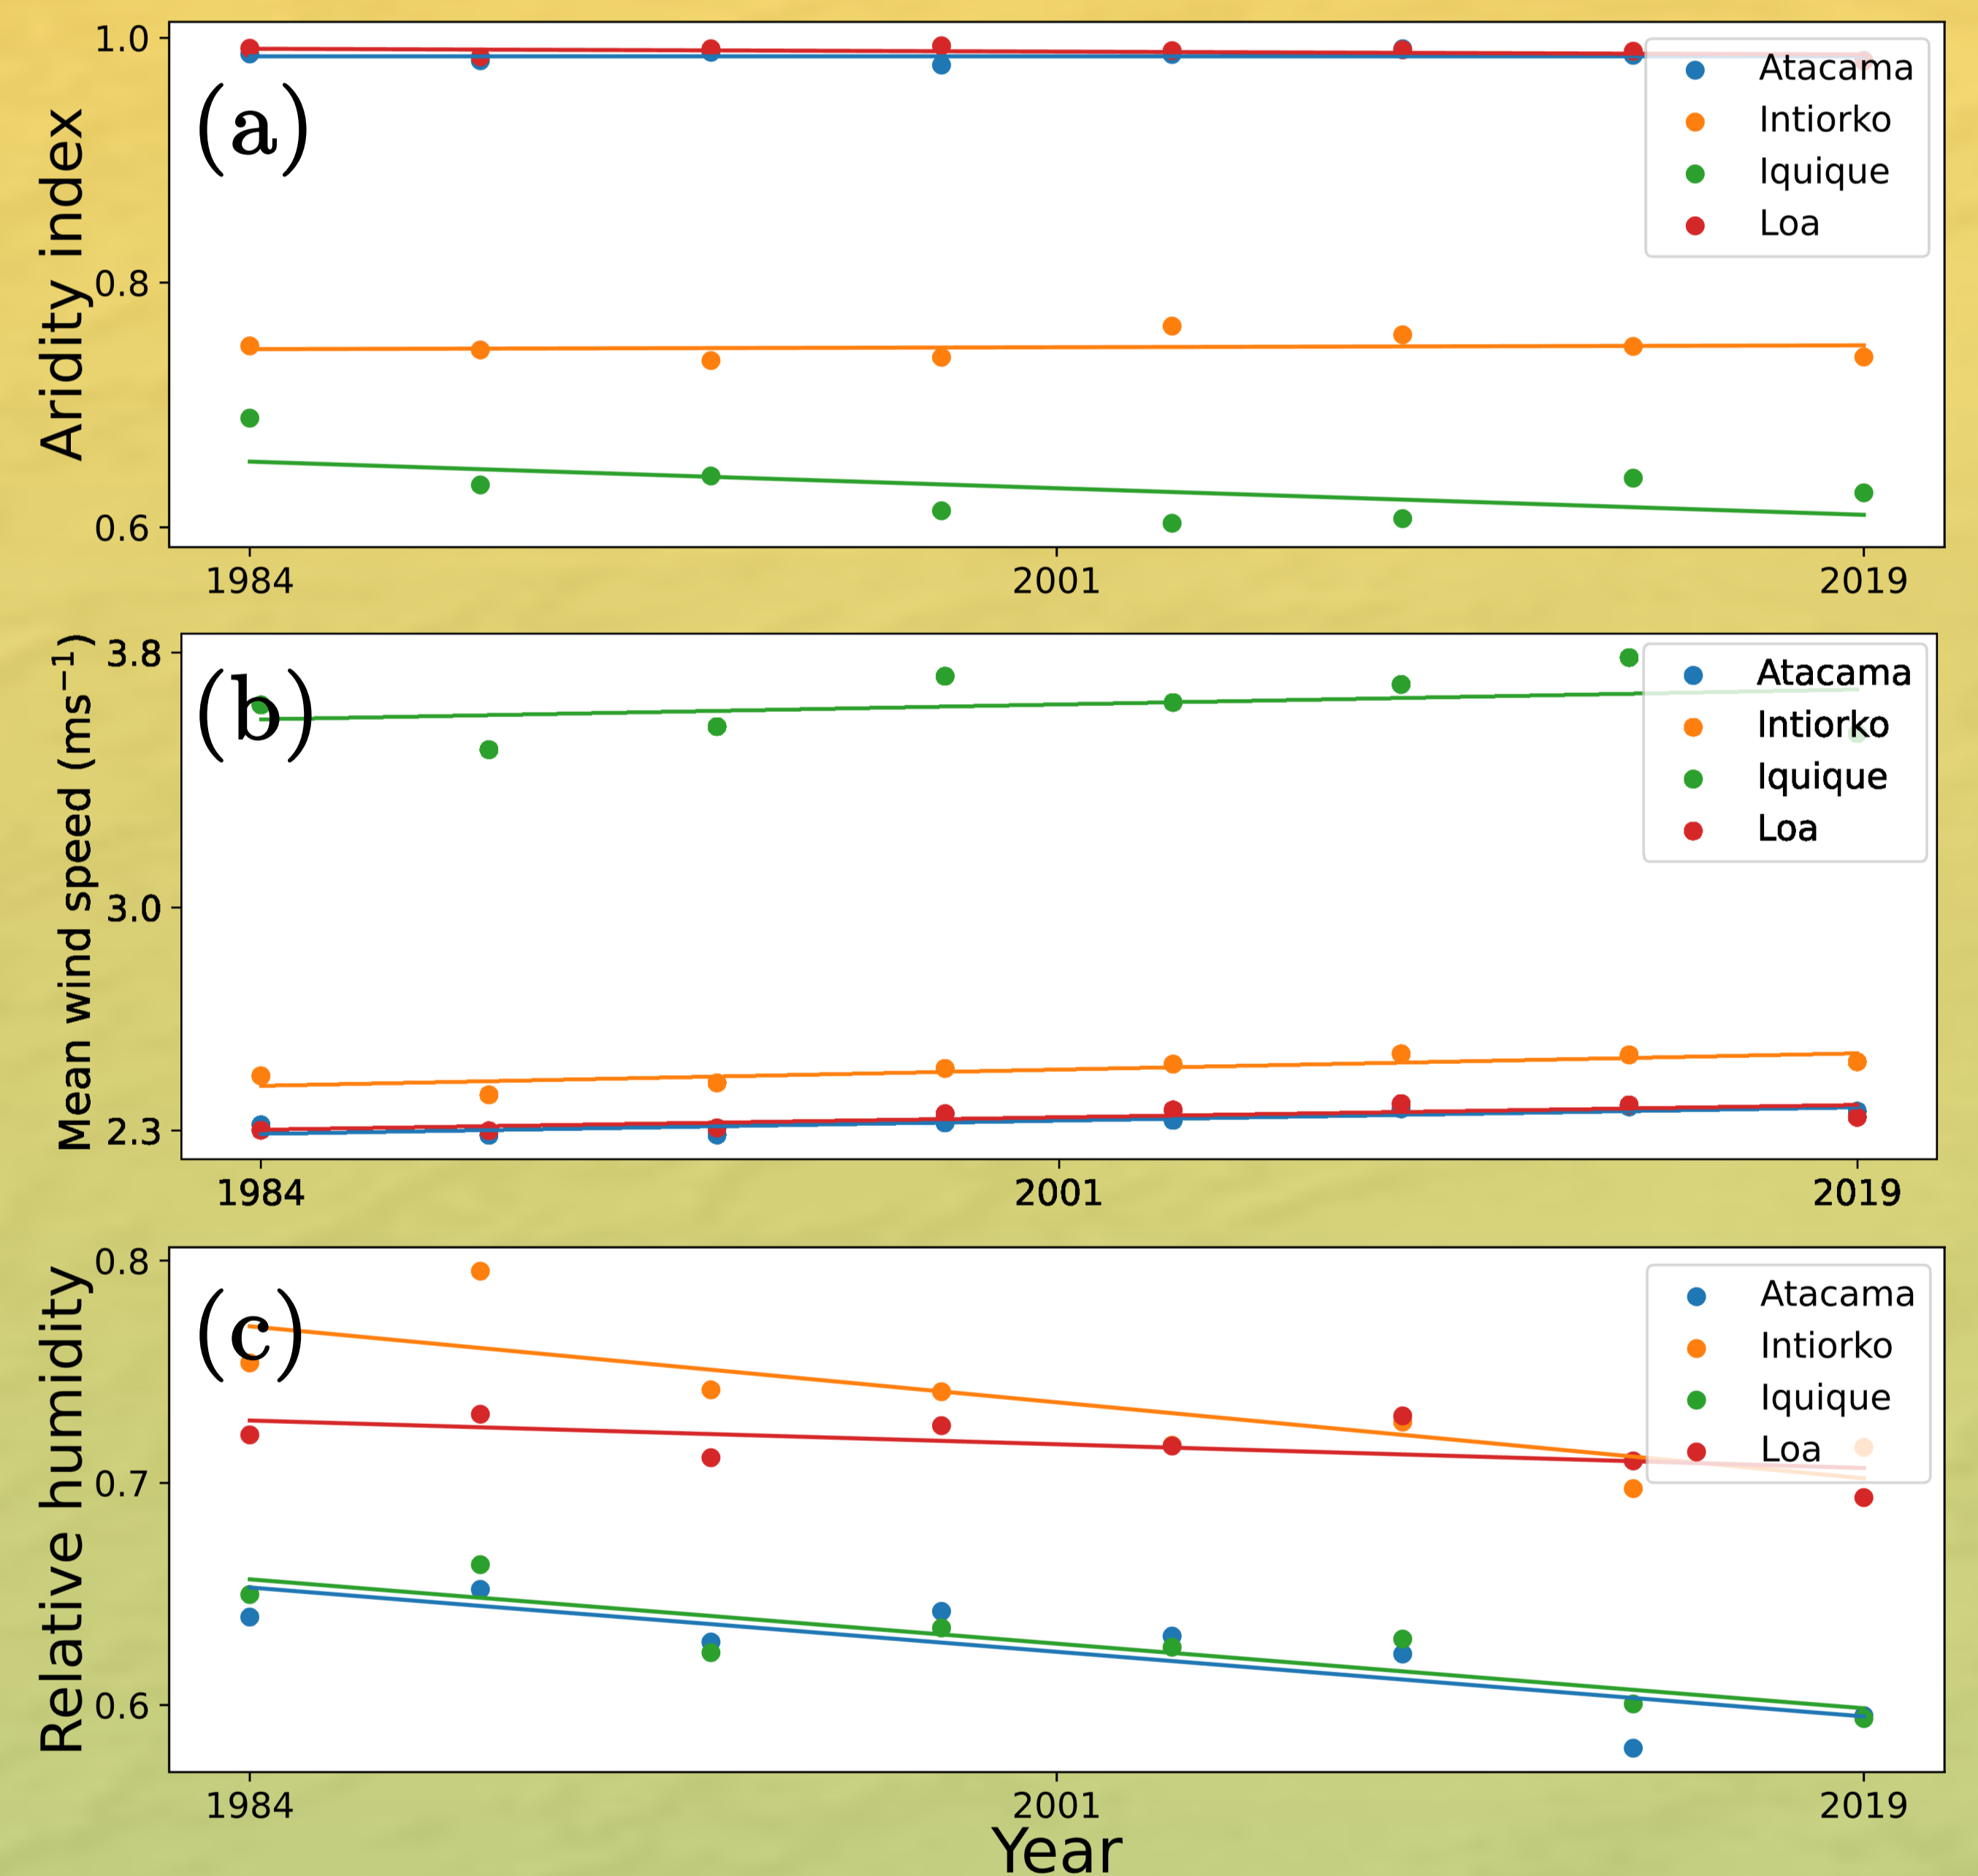 Aridity index
1.0
0.8
0.6
(a)
Atacama
Intiorko
Iquique
Loa
1984 2001 2019
Mean wind speed (ms⁻¹)
3.8
3.0
2.3
(b)
Atacama
Intiorko
Iquique
Loa
1984 2001 2019
Relative humidity
0.8
0.7
0.6
(c)
Atacama
Intiorko
Iquique
Loa
1984 2001 2019
Year